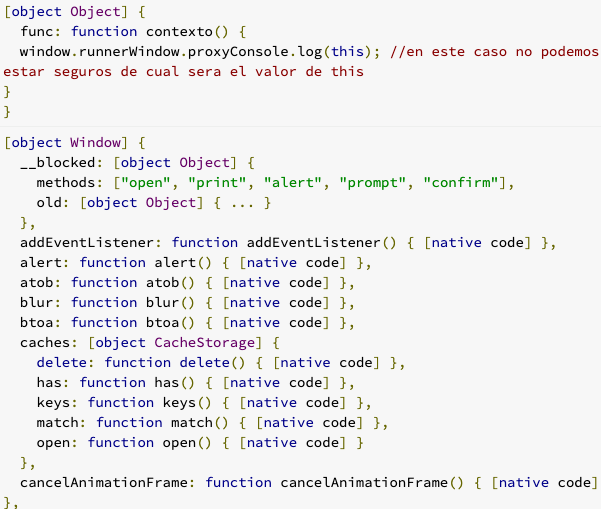 [object Object] {
  func: function contexto() {
  window.runnerWindow.proxyConsole.log(this); //en este caso no podemos
estar seguros de cual sera el valor de this
}
}
[object Window] {
  __blocked: [object Object] {
    methods: ["open", "print", "alert", "prompt", "confirm"],
    old: [object Object] { ... }
  },
  addEventListener: function addEventListener() { [native code] },
  alert: function alert() { [native code] },
  atob: function atob() { [native code] },
  blur: function blur() { [native code] },
  btoa: function btoa() { [native code] },
  caches: [object CacheStorage] {
    delete: function delete() { [native code] },
    has: function has() { [native code] },
    keys: function keys() { [native code] },
    match: function match() { [native code] },
    open: function open() { [native code] }
  },
  cancelAnimationFrame: function cancelAnimationFrame() { [native code]
},